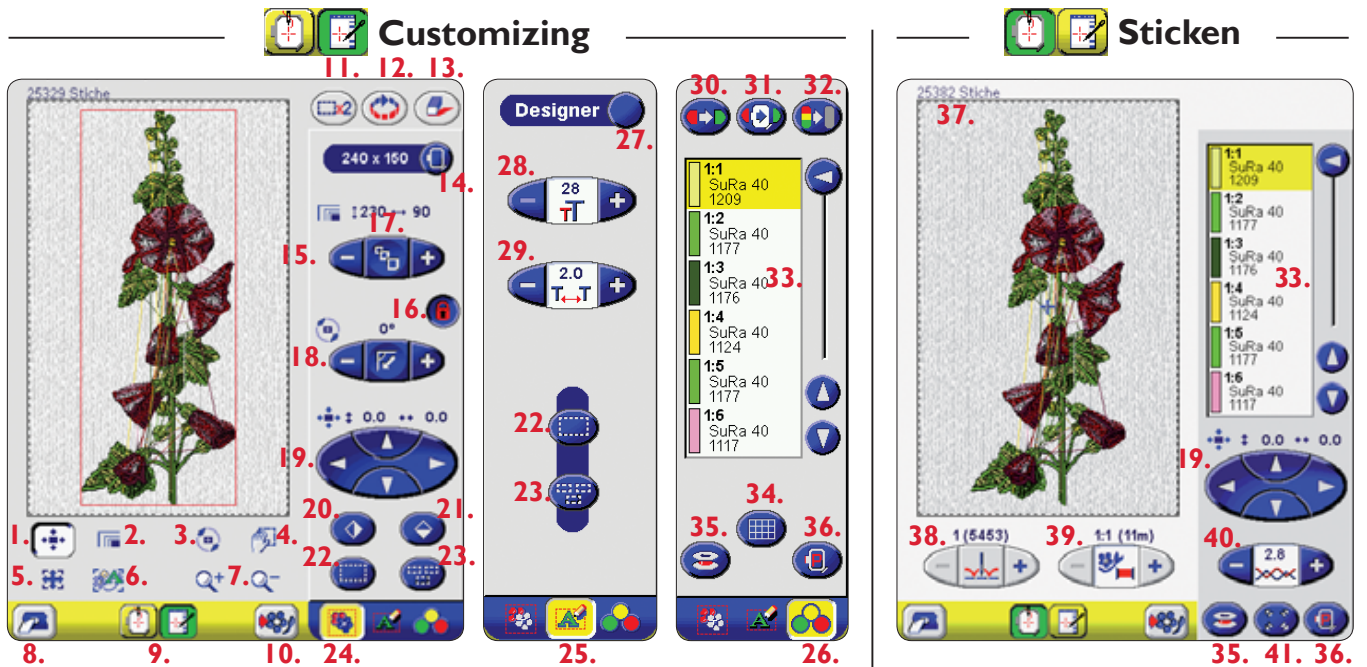 Customizing
Sticken
11. 12. 13.
25329 Stiche
x2
240 x 150
14.
230 90
17.
15.
16.
0°
18.
0.0 0.0
19.
20. 21.
1. 2. 3. 4.
22. 23.
5. 6. 7.
8. 9. 10. 24.
Designer
27.
28.
28
TT
29.
2.0
T T
22.
23.
25.
30. 31. 32.
1:1
SuRa 40
1209
1:2
SuRa 40
1177
1:3
SuRa 40
1176
33.
1:4
SuRa 40
1124
1:5
SuRa 40
1177
1:6
SuRa 40
1117
34.
35. 36.
26.
25382 Stiche
37.
1:1
SuRa 40
1209
1:2
SuRa 40
1177
1:3
SuRa 40
1176
33.
1:4
SuRa 40
1124
1:5
SuRa 40
1177
1:6
SuRa 40
1117
0.0 0.0
19.
38. 1 (5453) 39. 1:1 (11m) 40.
2.8
35. 41. 36.